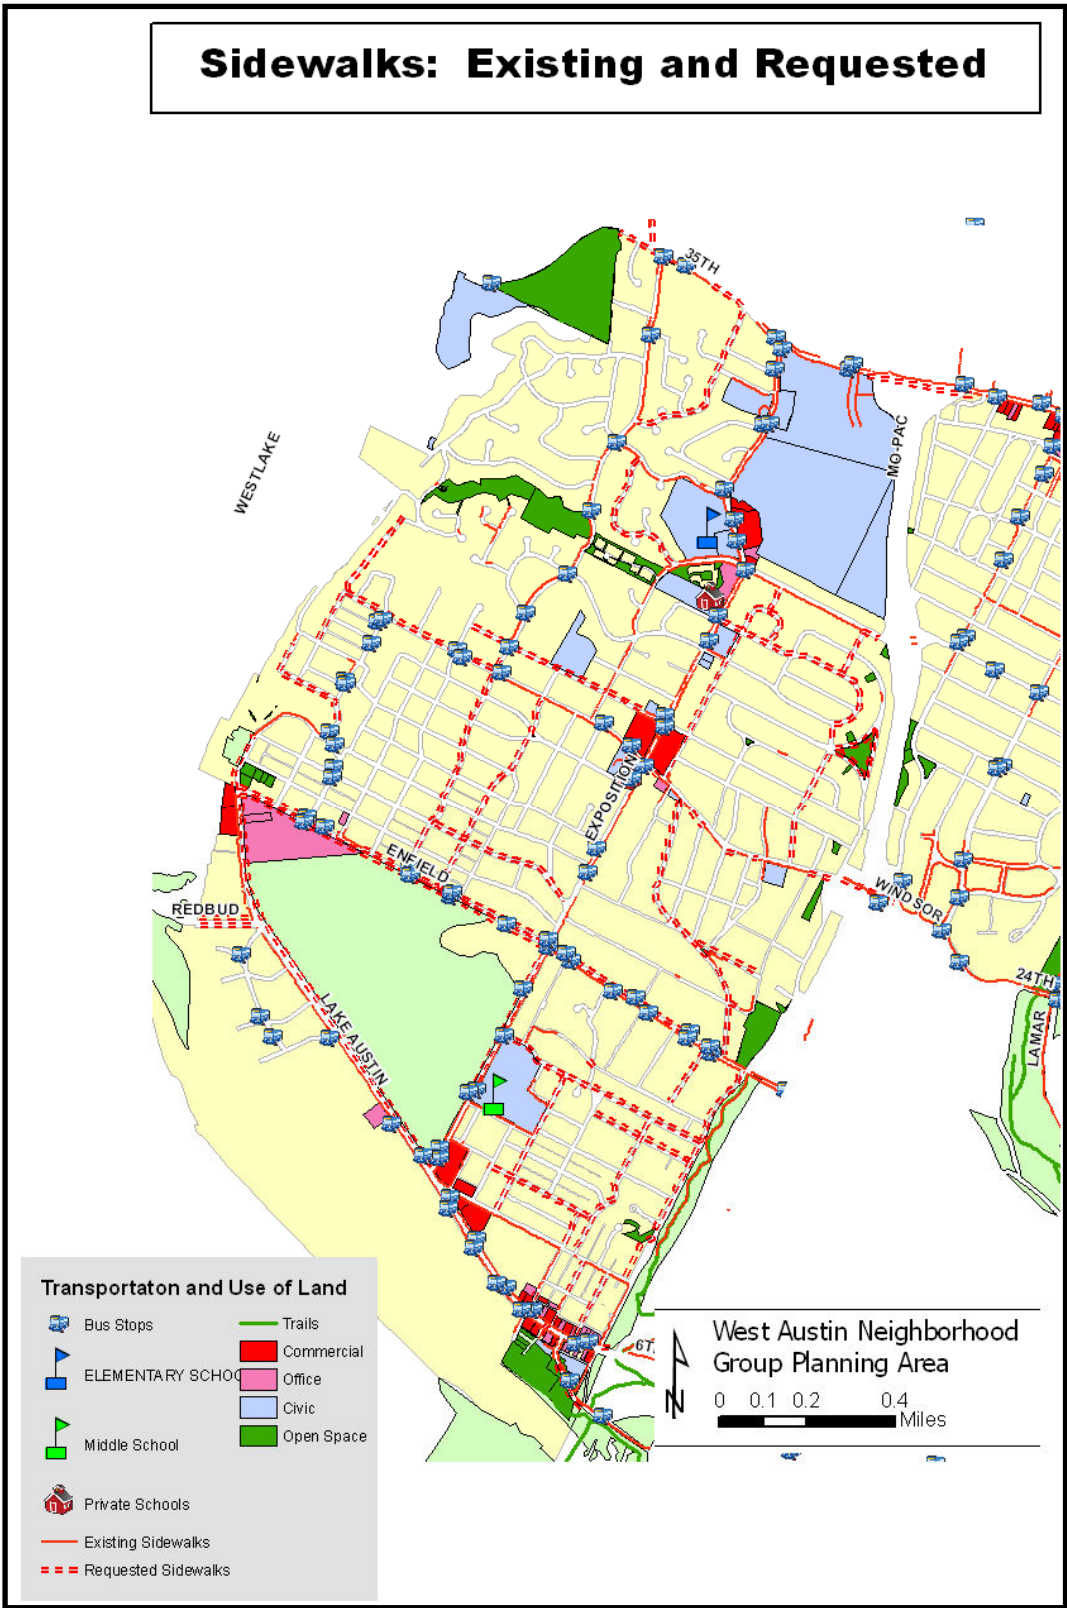 Sidewalks: Existing and Requested
35TH
MO-PAC
WESTLAKE
EXPOSITION
ENFIELD
WINDSOR
REDBUD
24TH
LAKE AUSTIN
LAMAR
6T
Transportaton and Use of Land
Bus Stops
ELEMENTARY SCHOO
Middle School
Private Schools
Existing Sidewalks
Requested Sidewalks
Trails
Commercial
Office
Civic
Open Space
West Austin Neighborhood
Group Planning Area
0 0.1 0.2 0.4
Miles
N